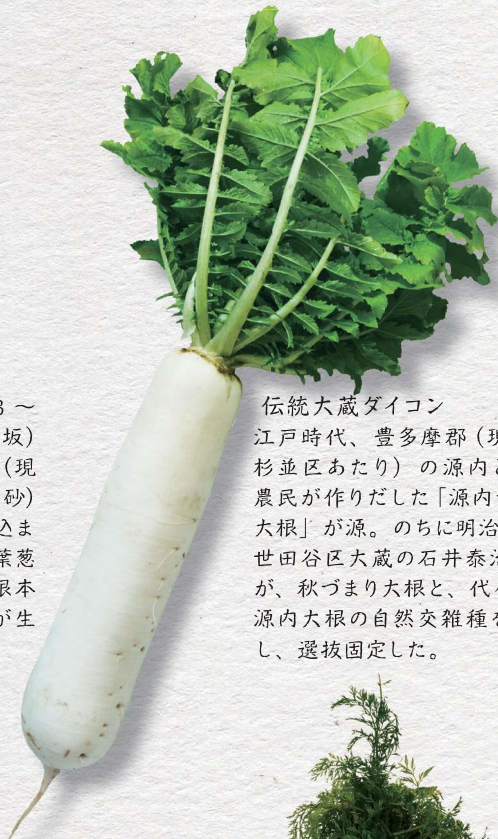 3～
坂）
（現
砂）
込ま
葉葱
根本
が生
伝統大蔵ダイコン
江戸時代、豊多摩郡（現
杉並区あたり）の源内と
農民が作りだした「源内つ
大根」が源。のちに明治
世田谷区大蔵の石井泰治
が、秋づまり大根と、代々
源内大根の自然交雑種を
し、選抜固定した。